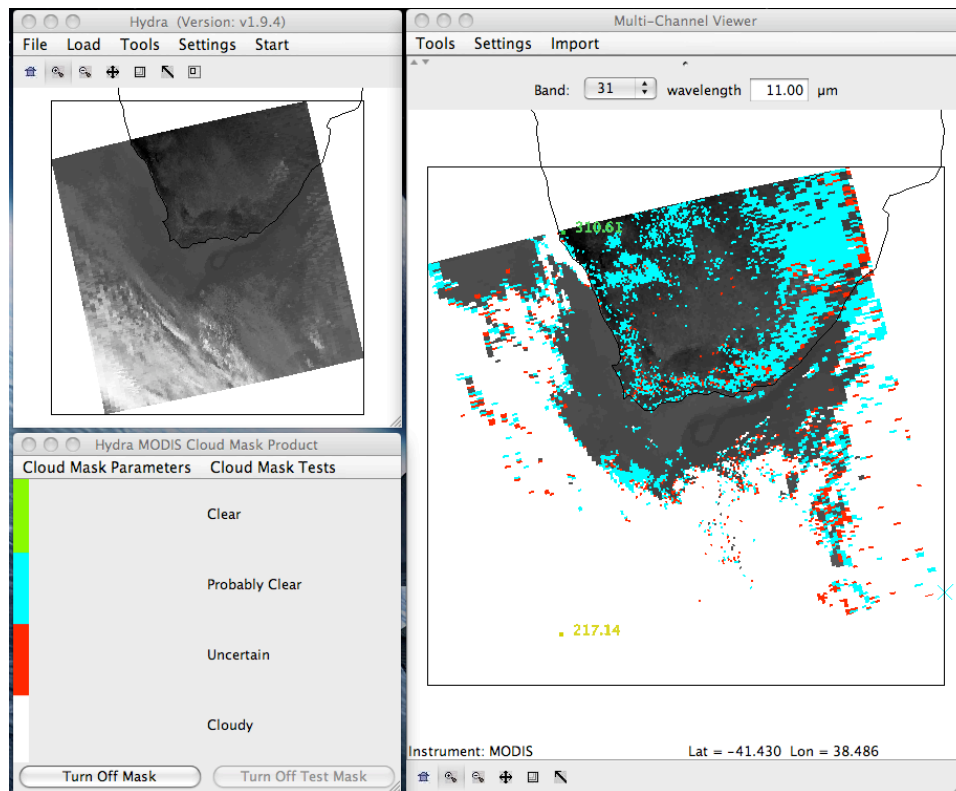 Hydra (Version: v1.9.4)
File Load Tools Settings Start
Multi-Channel Viewer
Tools Settings Import
Band: 31 wavelength 11.00 µm
310.61
217.14
Instrument: MODIS Lat = -41.430 Lon = 38.486
Hydra MODIS Cloud Mask Product
Cloud Mask Parameters Cloud Mask Tests
Clear
Probably Clear
Uncertain
Cloudy
Turn Off Mask Turn Off Test Mask